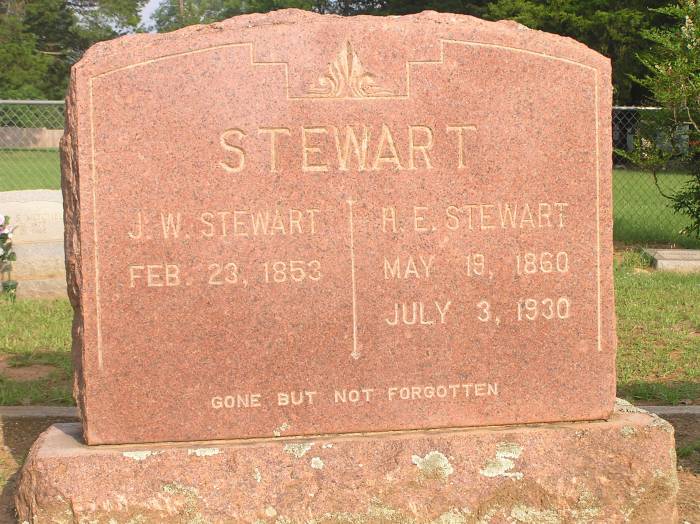 STEWART
J. W. STEWART
FEB. 23, 1853
H. E. STEWART
MAY 19, 1860
JULY 3, 1930
GONE BUT NOT FORGOTTEN